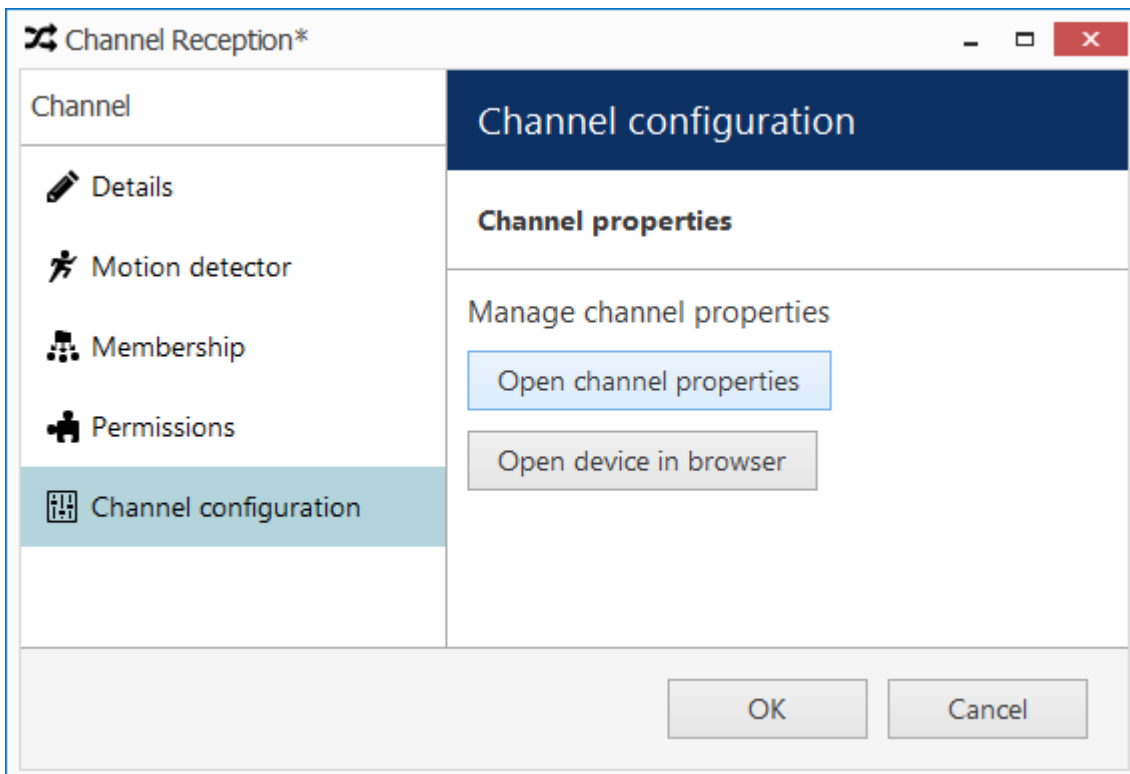 Channel Reception*
Channel
Details
Motion detector
Membership
Permissions
Channel configuration
Channel configuration
Channel properties
Manage channel properties
Open channel properties
Open device in browser
OK
Cancel